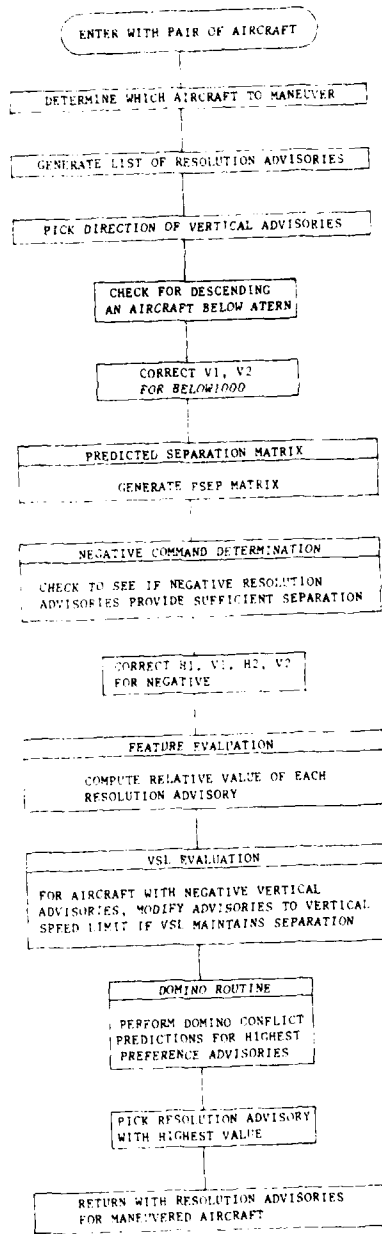 ENTER WITH PAIR OF AIRCRAFT
DETERMINE WHICH AIRCRAFT TO MANEUVER
GENERATE LIST OF RESOLUTION ADVISORIES
PICK DIRECTION OF VERTICAL ADVISORIES
CHECK FOR DESCENDING
AN AIRCRAFT BELOW ATERN
CORRECT V1, V2
FOR BELOW1000
PREDICTED SEPARATION MATRIX
GENERATE PSEP MATRIX
NEGATIVE COMMAND DETERMINATION
CHECK TO SEE IF NEGATIVE RESOLUTION
ADVISORIES PROVIDE SUFFICIENT SEPARATION
CORRECT H1, V1, H2, V2
FOR NEGATIVE
FEATURE EVALUATION
COMPUTE RELATIVE VALUE OF EACH
RESOLUTION ADVISORY
VSL EVALUATION
FOR AIRCRAFT WITH NEGATIVE VERTICAL
ADVISORIES, MODIFY ADVISORIES TO VERTICAL
SPEED LIMIT IF VSL MAINTAINS SEPARATION
DOMINO ROUTINE
PERFORM DOMINO CONFLICT
PREDICTIONS FOR HIGHEST
PREFERENCE ADVISORIES
PICK RESOLUTION ADVISORY
WITH HIGHEST VALUE
RETURN WITH RESOLUTION ADVISORIES
FOR MANEUVERED AIRCRAFT